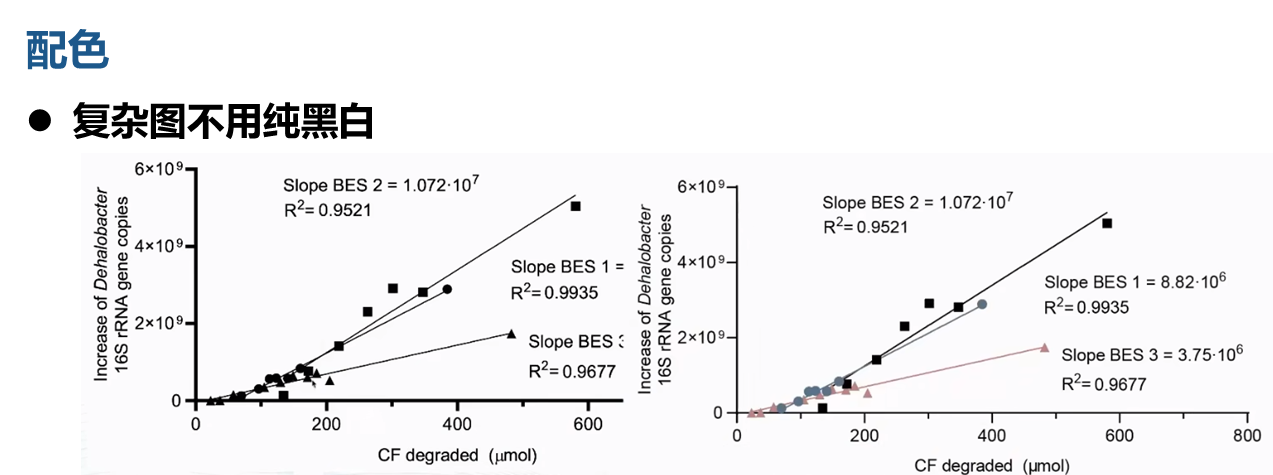 配色
● 复杂图不用纯黑白
Increase of Dehalobacter
16S rRNA gene copies
6×10⁹
4×10⁹
2×10⁹
0
Slope BES 2 = 1.072·10⁷
R²= 0.9521
Slope BES 1 =
R²= 0.9935
Slope BES
R²= 0.9677
0 200 400 600
CF degraded (μmol)
Increase of Dehalobacter
16S rRNA gene copies
6×10⁹
4×10⁹
2×10⁹
0
Slope BES 2 = 1.072·10⁷
R²= 0.9521
Slope BES 1 = 8.82·10⁶
R²= 0.9935
Slope BES 3 = 3.75·10⁶
R²= 0.9677
0 200 400 600 800
CF degraded (μmol)